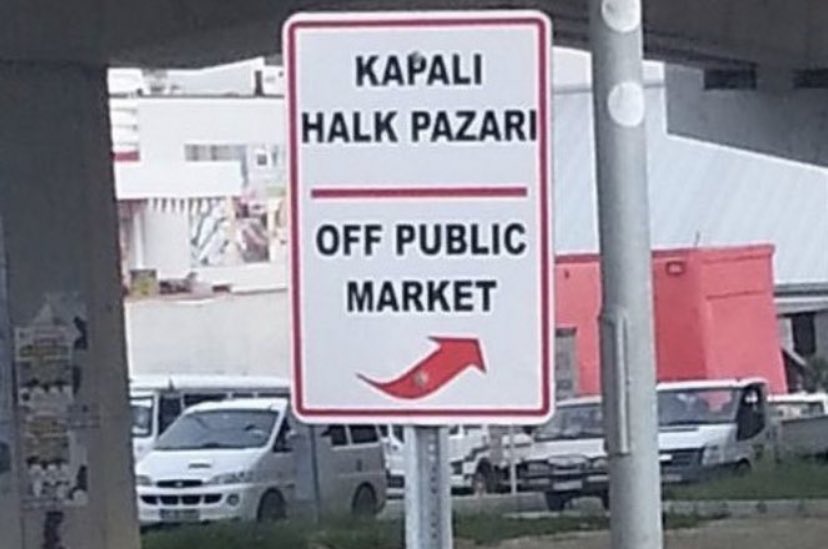 KAPALI
HALK PAZARI
OFF PUBLIC
MARKET